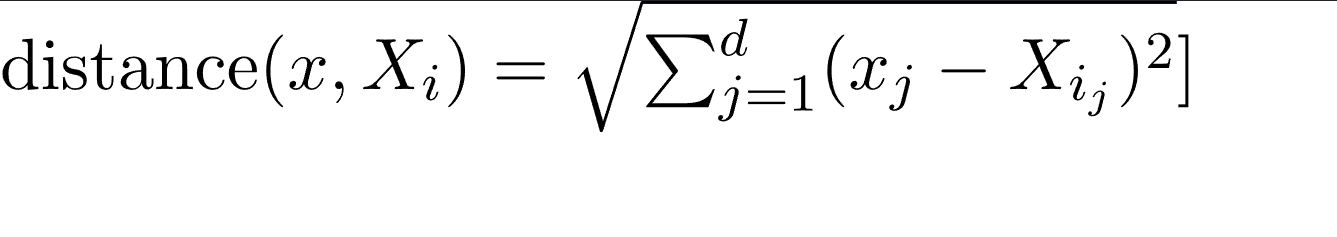 distance(x, X_i) = \sqrt{\sum_{j=1}^{d}(x_j - X_{i_j})^2}]